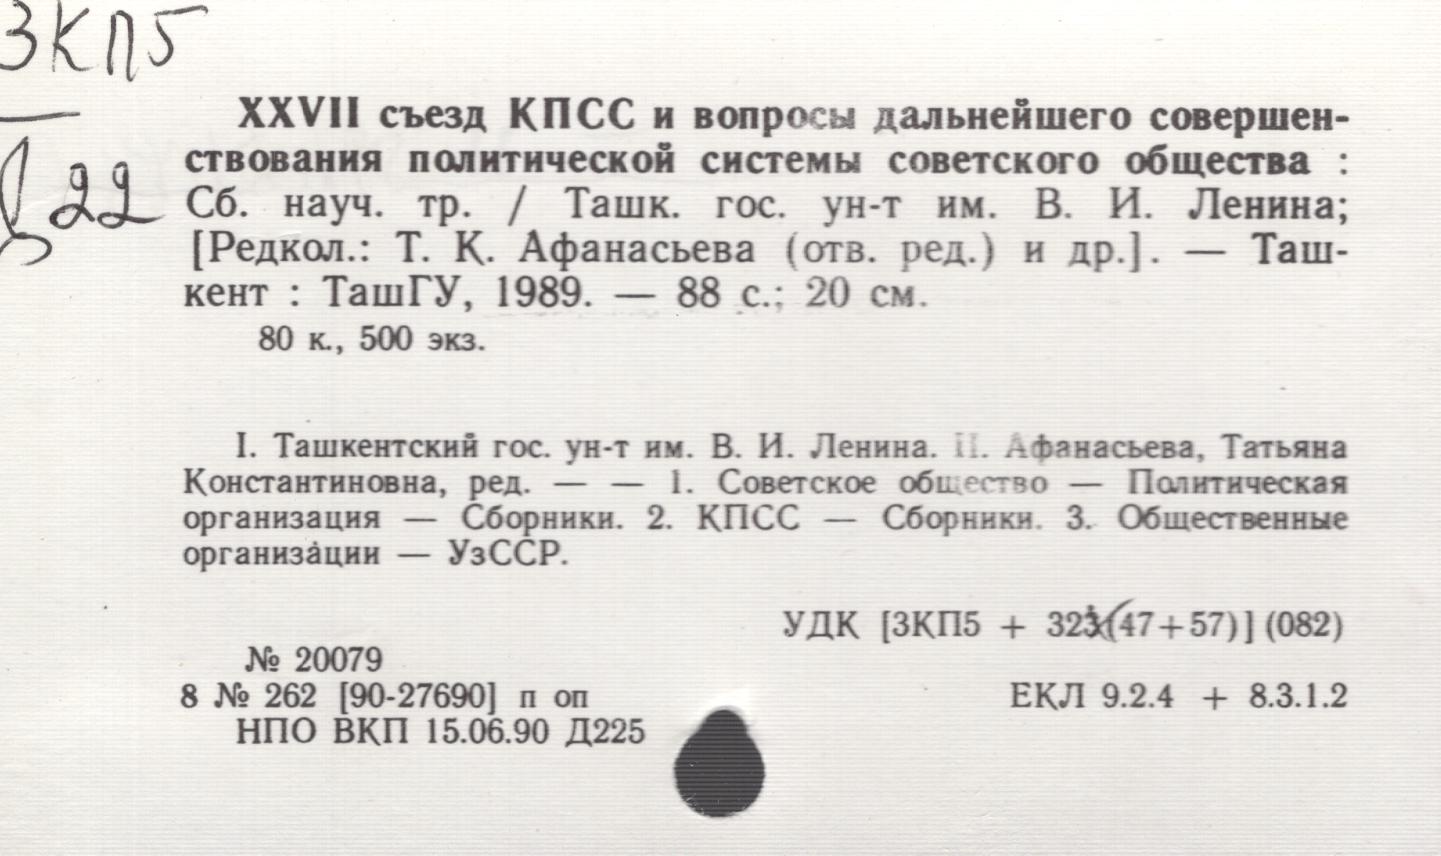 3КП5
Д22
XXVII съезд КПСС и вопросы дальнейшего совершен-
ствования политической системы советского общества :
Сб. науч. тр. / Ташк. гос. ун-т им. В. И. Ленина;
[Редкол.: Т. К. Афанасьева (отв. ред.) и др.]. — Таш-
кент : ТашГУ, 1989. — 88 с.; 20 см.
80 к., 500 экз.
I. Ташкентский гос. ун-т им. В. И. Ленина. II. Афанасьева, Татьяна
Константиновна, ред. — — 1. Советское общество — Политическая
организация — Сборники. 2. КПСС — Сборники. 3. Общественные
организации — УзССР.
УДК [3КП5 + 323(47+57)] (082)
№ 20079
8 № 262 [90-27690] п оп
ЕКЛ 9.2.4 + 8.3.1.2
НПО ВКП 15.06.90 Д225